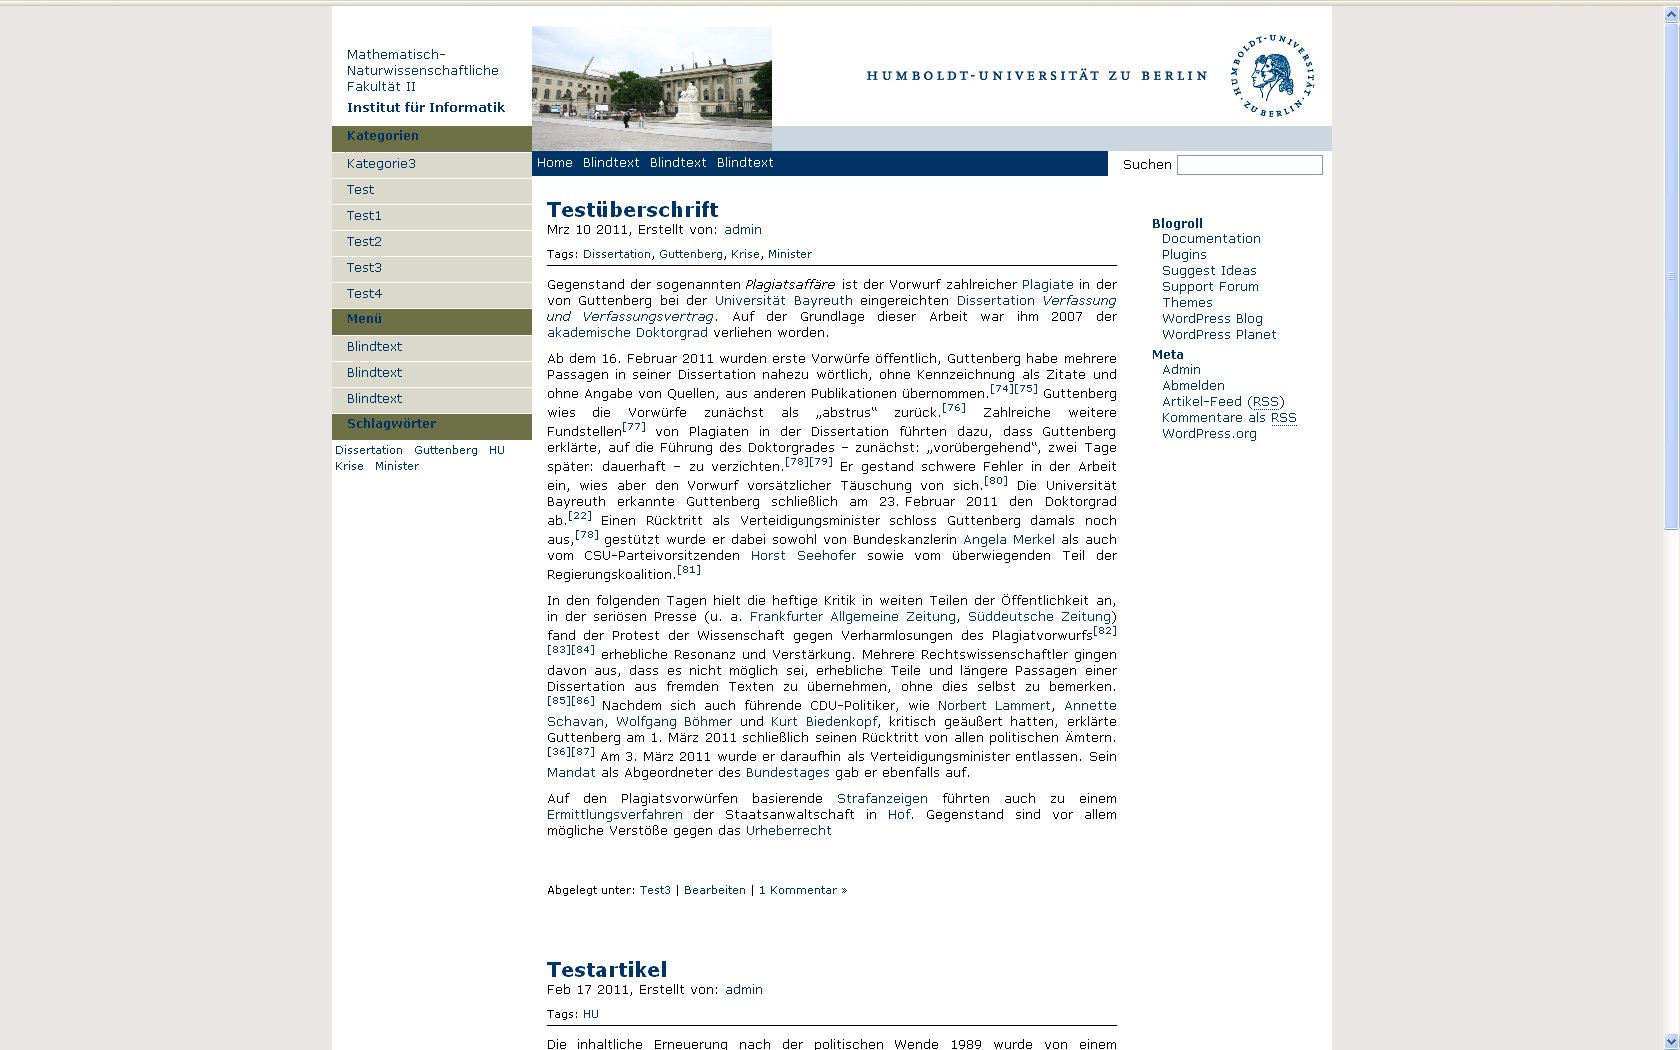 Mathematisch-
Naturwissenschaftliche
Fakultät II
Institut für Informatik
HUMBOLDT-UNIVERSITÄT ZU BERLIN
HUMBOLDT-UNIVERSITÄT · ZU BERLIN ·
Kategorien
Kategorie3
Test
Test1
Test2
Test3
Test4
Menü
Blindtext
Blindtext
Blindtext
Schlagwörter
Dissertation Guttenberg HU
Krise Minister
Home Blindtext Blindtext Blindtext
Suchen
Testüberschrift
Mrz 10 2011, Erstellt von: admin
Tags: Dissertation, Guttenberg, Krise, Minister
Gegenstand der sogenannten Plagiatsaffäre ist der Vorwurf zahlreicher Plagiate in der
von Guttenberg bei der Universität Bayreuth eingereichten Dissertation Verfassung
und Verfassungsvertrag. Auf der Grundlage dieser Arbeit war ihm 2007 der
akademische Doktorgrad verliehen worden.
Ab dem 16. Februar 2011 wurden erste Vorwürfe öffentlich, Guttenberg habe mehrere
Passagen in seiner Dissertation nahezu wörtlich, ohne Kennzeichnung als Zitate und
ohne Angabe von Quellen, aus anderen Publikationen übernommen.[74][75] Guttenberg
wies die Vorwürfe zunächst als „abstrus“ zurück.[76] Zahlreiche weitere
Fundstellen[77] von Plagiaten in der Dissertation führten dazu, dass Guttenberg
erklärte, auf die Führung des Doktorgrades – zunächst: „vorübergehend“, zwei Tage
später: dauerhaft – zu verzichten.[78][79] Er gestand schwere Fehler in der Arbeit
ein, wies aber den Vorwurf vorsätzlicher Täuschung von sich.[80] Die Universität
Bayreuth erkannte Guttenberg schließlich am 23. Februar 2011 den Doktorgrad
ab.[22] Einen Rücktritt als Verteidigungsminister schloss Guttenberg damals noch
aus,[78] gestützt wurde er dabei sowohl von Bundeskanzlerin Angela Merkel als auch
vom CSU-Parteivorsitzenden Horst Seehofer sowie vom überwiegenden Teil der
Regierungskoalition.[81]
In den folgenden Tagen hielt die heftige Kritik in weiten Teilen der Öffentlichkeit an,
in der seriösen Presse (u. a. Frankfurter Allgemeine Zeitung, Süddeutsche Zeitung)
fand der Protest der Wissenschaft gegen Verharmlosungen des Plagiatvorwurfs[82]
[83][84] erhebliche Resonanz und Verstärkung. Mehrere Rechtswissenschaftler gingen
davon aus, dass es nicht möglich sei, erhebliche Teile und längere Passagen einer
Dissertation aus fremden Texten zu übernehmen, ohne dies selbst zu bemerken.
[85][86] Nachdem sich auch führende CDU-Politiker, wie Norbert Lammert, Annette
Schavan, Wolfgang Böhmer und Kurt Biedenkopf, kritisch geäußert hatten, erklärte
Guttenberg am 1. März 2011 schließlich seinen Rücktritt von allen politischen Ämtern.
[36][87] Am 3. März 2011 wurde er daraufhin als Verteidigungsminister entlassen. Sein
Mandat als Abgeordneter des Bundestages gab er ebenfalls auf.
Auf den Plagiatsvorwürfen basierende Strafanzeigen führten auch zu einem
Ermittlungsverfahren der Staatsanwaltschaft in Hof. Gegenstand sind vor allem
mögliche Verstöße gegen das Urheberrecht
Abgelegt unter: Test3 | Bearbeiten | 1 Kommentar »
Testartikel
Feb 17 2011, Erstellt von: admin
Tags: HU
Die inhaltliche Erneuerung nach der politischen Wende 1989 wurde von einem
Blogroll
Documentation
Plugins
Suggest Ideas
Support Forum
Themes
WordPress Blog
WordPress Planet
Meta
Admin
Abmelden
Artikel-Feed (RSS)
Kommentare als RSS
WordPress.org